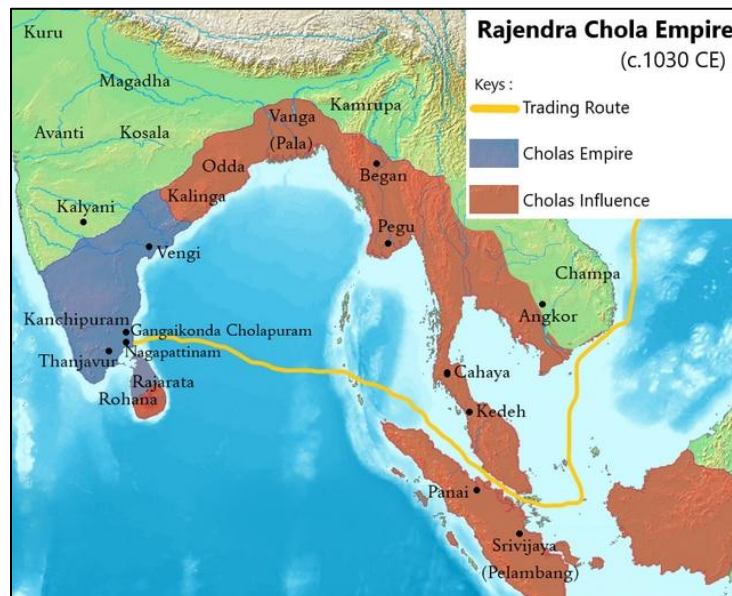 Rajendra Chola Empire
(c.1030 CE)
Keys :
Trading Route
Cholas Empire
Cholas Influence
Kuru
Magadha
Kamrupa
Avanti
Kosala
Vanga
(Pala)
Odda
Began
Kalinga
Kalyani
Pegu
Vengi
Champa
Angkor
Kanchipuram
Gangaikonda Cholapuram
Nagapattinam
Thanjavur
Rajarata
Rohana
Cahaya
Kedeh
Panai
Srivijaya
(Pelambang)